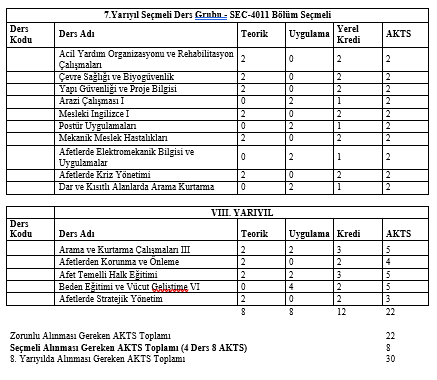 7.Yarıyıl Seçmeli Ders Grubu - SEC-4011 Bölüm Seçmeli
Ders Kodu Ders Adı Teorik Uygulama Yerel Kredi AKTS
Acil Yardım Organizasyonu ve Rehabilitasyon Çalışmaları 2 0 2 2
Çevre Sağlığı ve Biyogüvenlik 2 0 2 2
Yapı Güvenliği ve Proje Bilgisi 2 0 2 2
Arazi Çalışması I 0 2 1 2
Mesleki İngilizce I 2 0 2 2
Postür Uygulamaları 0 2 1 2
Mekanik Meslek Hastalıkları 2 0 2 2
Afetlerde Elektromekanik Bilgisi ve Uygulamalar 0 2 1 2
Afetlerde Kriz Yönetimi 2 0 2 2
Dar ve Kısıtlı Alanlarda Arama Kurtarma 0 2 1 2
VIII. YARIYIL
Ders Kodu Ders Adı Teorik Uygulama Kredi AKTS
Arama ve Kurtarma Çalışmaları III 2 2 3 5
Afetlerden Korunma ve Önleme 2 0 2 4
Afet Temelli Halk Eğitimi 2 2 3 5
Beden Eğitimi ve Vücut Geliştime VI 0 4 2 5
Afetlerde Stratejik Yönetim 2 0 2 3
8 8 12 22
Zorunlu Alınması Gereken AKTS Toplamı 22
Seçmeli Alınması Gereken AKTS Toplamı (4 Ders 8 AKTS) 8
8. Yarıyılda Alınması Gereken AKTS Toplamı 30